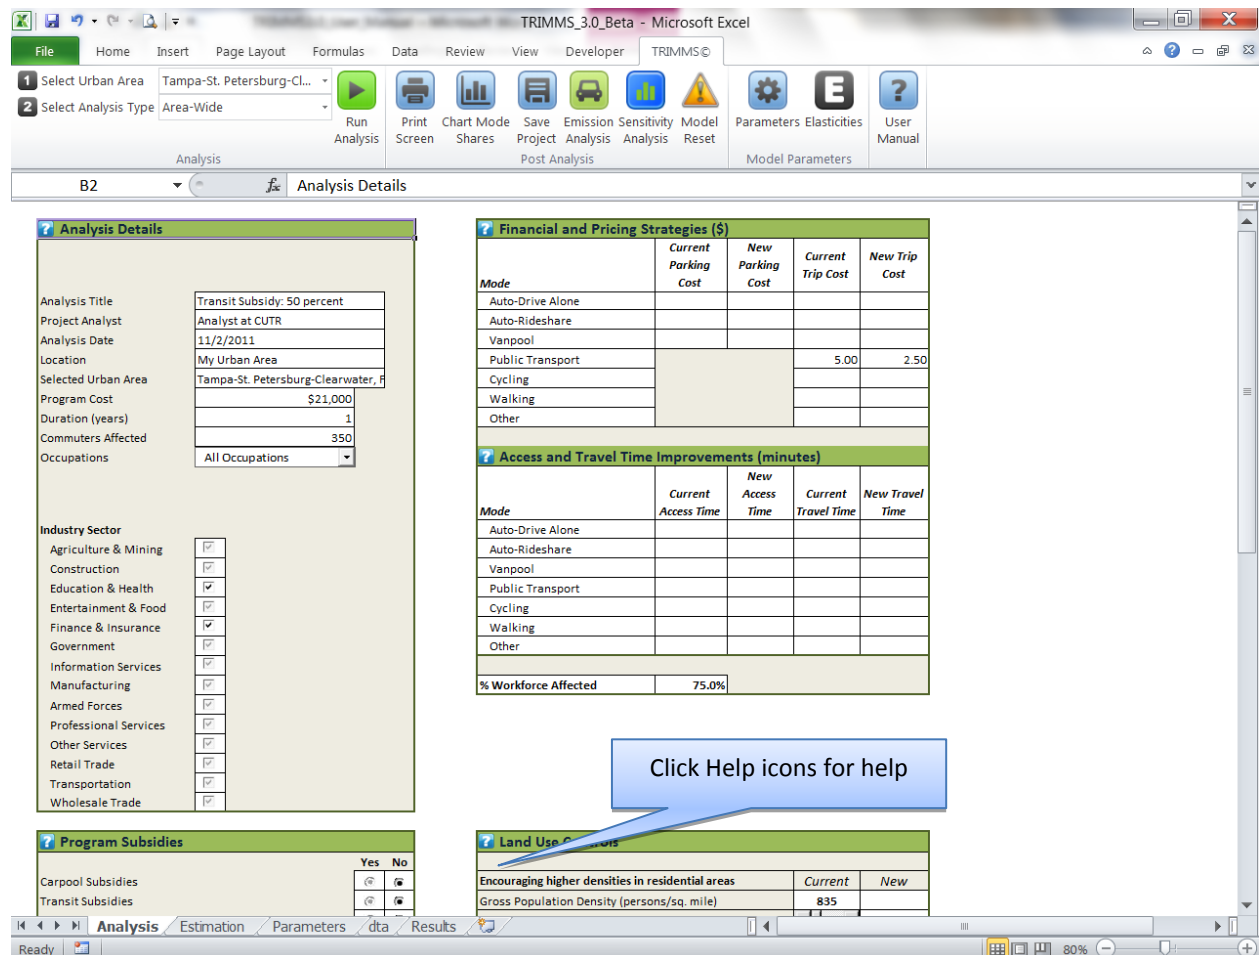 TRIMMS_3.0_Beta - Microsoft Excel
File Home Insert Page Layout Formulas Data Review View Developer TRIMMS©
1 Select Urban Area Tampa-St. Petersburg-Cl...
2 Select Analysis Type Area-Wide
Run Analysis
Print Screen
Chart Mode Shares
Save Project
Emission Analysis
Sensitivity Analysis
Model Reset
Parameters
E Elasticities
User Manual
Analysis Post Analysis Model Parameters
B2 fx Analysis Details
? Analysis Details
Analysis Title Transit Subsidy: 50 percent
Project Analyst Analyst at CUTR
Analysis Date 11/2/2011
Location My Urban Area
Selected Urban Area Tampa-St. Petersburg-Clearwater, F
Program Cost $21,000
Duration (years) 1
Commuters Affected 350
Occupations All Occupations
Industry Sector
Agriculture & Mining
Construction
Education & Health
Entertainment & Food
Finance & Insurance
Government
Information Services
Manufacturing
Armed Forces
Professional Services
Other Services
Retail Trade
Transportation
Wholesale Trade
? Program Subsidies
Yes No
Carpool Subsidies
Transit Subsidies
? Financial and Pricing Strategies ($)
Mode Current Parking Cost New Parking Cost Current Trip Cost New Trip Cost
Auto-Drive Alone
Auto-Rideshare
Vanpool
Public Transport 5.00 2.50
Cycling
Walking
Other
? Access and Travel Time Improvements (minutes)
Mode Current Access Time New Access Time Current Travel Time New Travel Time
Auto-Drive Alone
Auto-Rideshare
Vanpool
Public Transport
Cycling
Walking
Other
% Workforce Affected 75.0%
Click Help icons for help
? Land Use
Encouraging higher densities in residential areas Current New
Gross Population Density (persons/sq. mile) 835
Analysis Estimation Parameters dta Results
Ready 80%